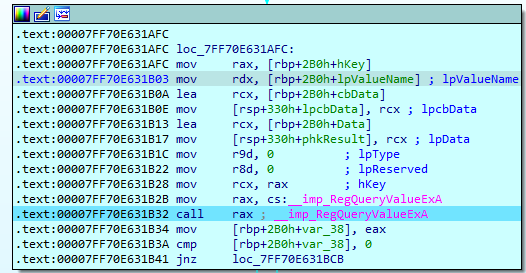 .text:00007FF70E631AFC
.text:00007FF70E631AFC loc_7FF70E631AFC:
.text:00007FF70E631AFC mov rax, [rbp+2B0h+hKey]
.text:00007FF70E631B03 mov rdx, [rbp+2B0h+lpValueName] ; lpValueName
.text:00007FF70E631B0A lea rcx, [rbp+2B0h+cbData]
.text:00007FF70E631B0E mov [rsp+330h+lpcbData], rcx ; lpcbData
.text:00007FF70E631B13 lea rcx, [rbp+2B0h+Data]
.text:00007FF70E631B17 mov [rsp+330h+phkResult], rcx ; lpData
.text:00007FF70E631B1C mov r9d, 0 ; lpType
.text:00007FF70E631B22 mov r8d, 0 ; lpReserved
.text:00007FF70E631B28 mov rcx, rax ; hKey
.text:00007FF70E631B2B mov rax, cs:__imp_RegQueryValueExA
.text:00007FF70E631B32 call rax ; __imp_RegQueryValueExA
.text:00007FF70E631B34 mov [rbp+2B0h+var_38], eax
.text:00007FF70E631B3A cmp [rbp+2B0h+var_38], 0
.text:00007FF70E631B41 jnz loc_7FF70E631BCB